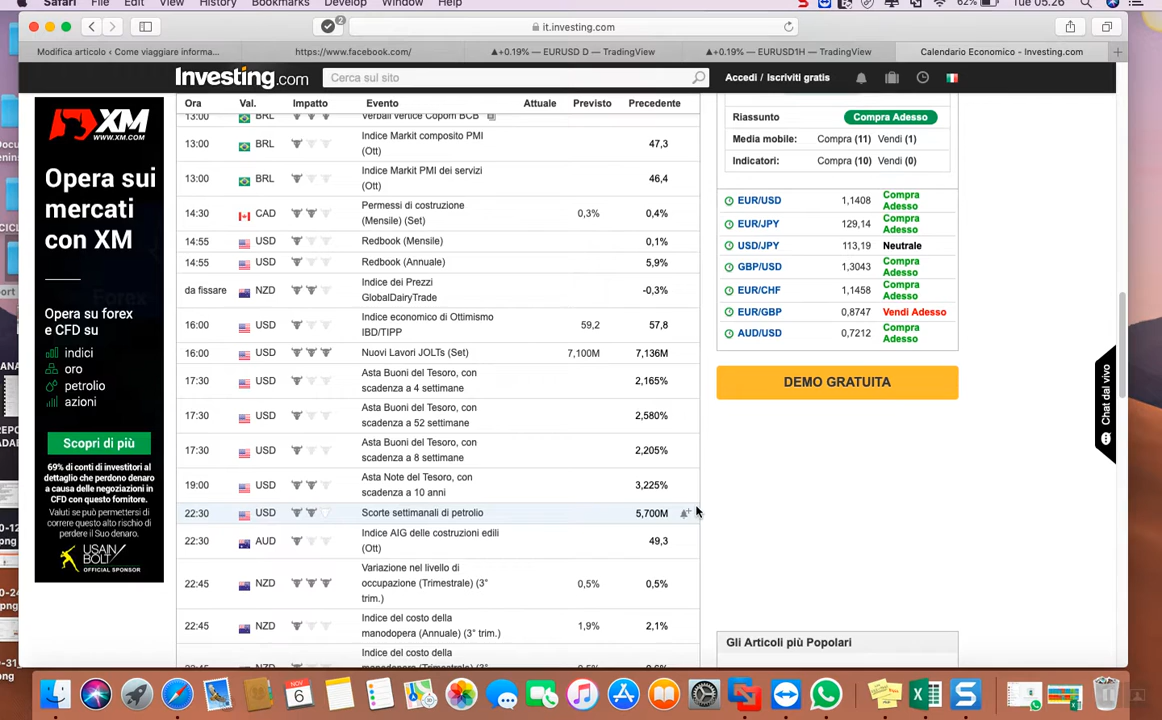 Safari File Edit View History Bookmarks Develop Window Help
62% Tue 05.26
2
it.investing.com
Modifica articolo ‹ Come viaggiare informa...
https://www.facebook.com/
▲+0.19% — EURUSD D — TradingView
▲+0.19% — EURUSD1H — TradingView
Calendario Economico - Investing.com
Investing.com
Cerca sul sito
Accedi / Iscriviti gratis
XM
WWW.XM.COM
Opera sui
mercati
con XM
Opera su forex
e CFD su
indici
oro
petrolio
azioni
Scopri di più
69% di conti di investitori al
dettaglio che perdono denaro
a causa delle negoziazioni in
CFD con questo fornitore.
Valuti se può permettersi di
correre questo alto rischio di
perdere il Suo denaro.
USAIN
BOLT
OFFICIAL SPONSOR
Ora Val. Impatto Evento Attuale Previsto Precedente
13:00 BRL Verbali vertice Copom BCB
13:00 BRL Indice Markit composito PMI
(Ott) 47,3
13:00 BRL Indice Markit PMI dei servizi
(Ott) 46,4
14:30 CAD Permessi di costruzione
(Mensile) (Set) 0,3% 0,4%
14:55 USD Redbook (Mensile) 0,1%
14:55 USD Redbook (Annuale) 5,9%
da fissare NZD Indice dei Prezzi
GlobalDairyTrade -0,3%
16:00 USD Indice economico di Ottimismo
IBD/TIPP 59,2 57,8
16:00 USD Nuovi Lavori JOLTs (Set) 7,100M 7,136M
17:30 USD Asta Buoni del Tesoro, con
scadenza a 4 settimane 2,165%
17:30 USD Asta Buoni del Tesoro, con
scadenza a 52 settimane 2,580%
17:30 USD Asta Buoni del Tesoro, con
scadenza a 8 settimane 2,205%
19:00 USD Asta Note del Tesoro, con
scadenza a 10 anni 3,225%
22:30 USD Scorte settimanali di petrolio 5,700M
22:30 AUD Indice AIG delle costruzioni edili
(Ott) 49,3
22:45 NZD Variazione nel livello di
occupazione (Trimestrale) (3°
trim.) 0,5% 0,5%
22:45 NZD Indice del costo della
manodopera (Annuale) (3° trim.) 1,9% 2,1%
22:45 NZD Indice del costo della
manodopera (Trimestrale) (3°
Riassunto Compra Adesso
Media mobile: Compra (11) Vendi (1)
Indicatori: Compra (10) Vendi (0)
EUR/USD 1,1408 Compra
Adesso
EUR/JPY 129,14 Compra
Adesso
USD/JPY 113,19 Neutrale
GBP/USD 1,3043 Compra
Adesso
EUR/CHF 1,1458 Compra
Adesso
EUR/GBP 0,8747 Vendi Adesso
AUD/USD 0,7212 Compra
Adesso
DEMO GRATUITA
Chat dal vivo
Gli Articoli più Popolari
NOV
6